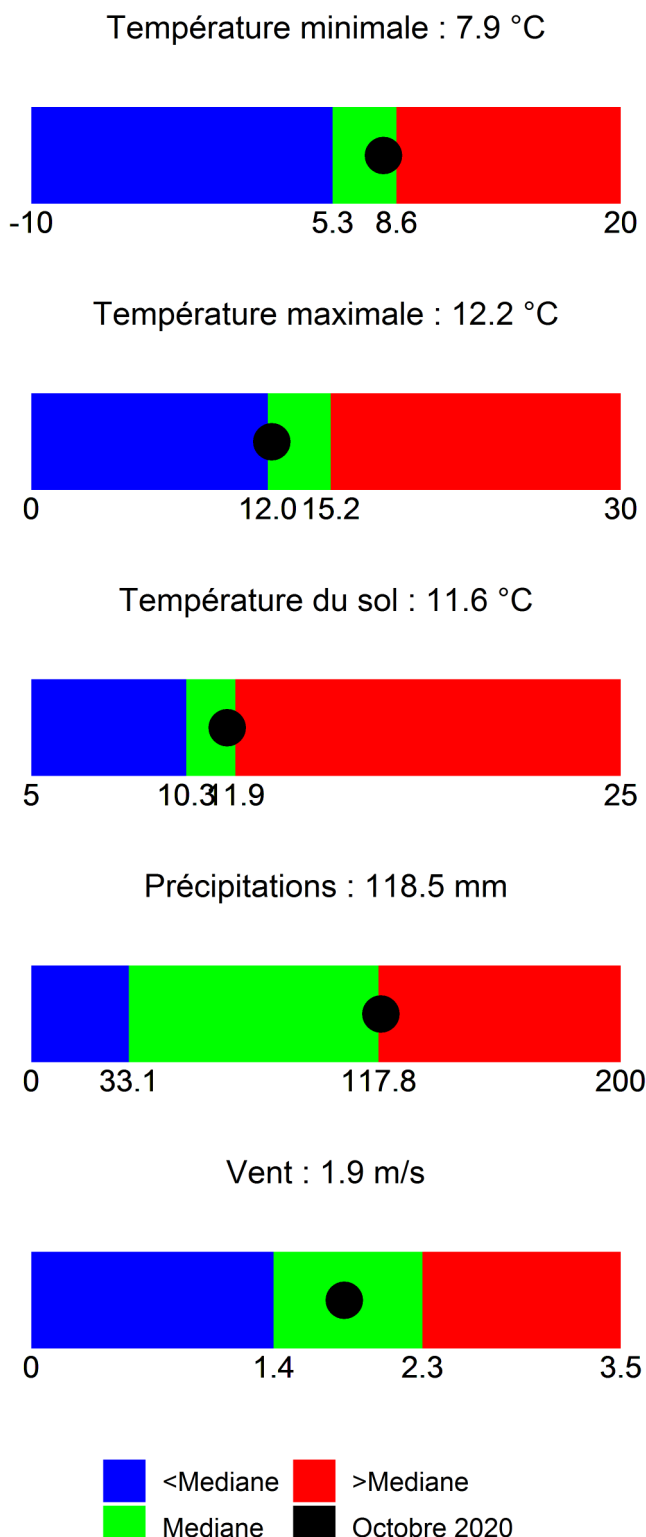 Température minimale : 7.9 °C
-10 5.3 8.6 20
Température maximale : 12.2 °C
0 12.0 15.2 30
Température du sol : 11.6 °C
5 10.3 11.9 25
Précipitations : 118.5 mm
0 33.1 117.8 200
Vent : 1.9 m/s
0 1.4 2.3 3.5
<Mediane >Mediane
Mediane Octobre 2020